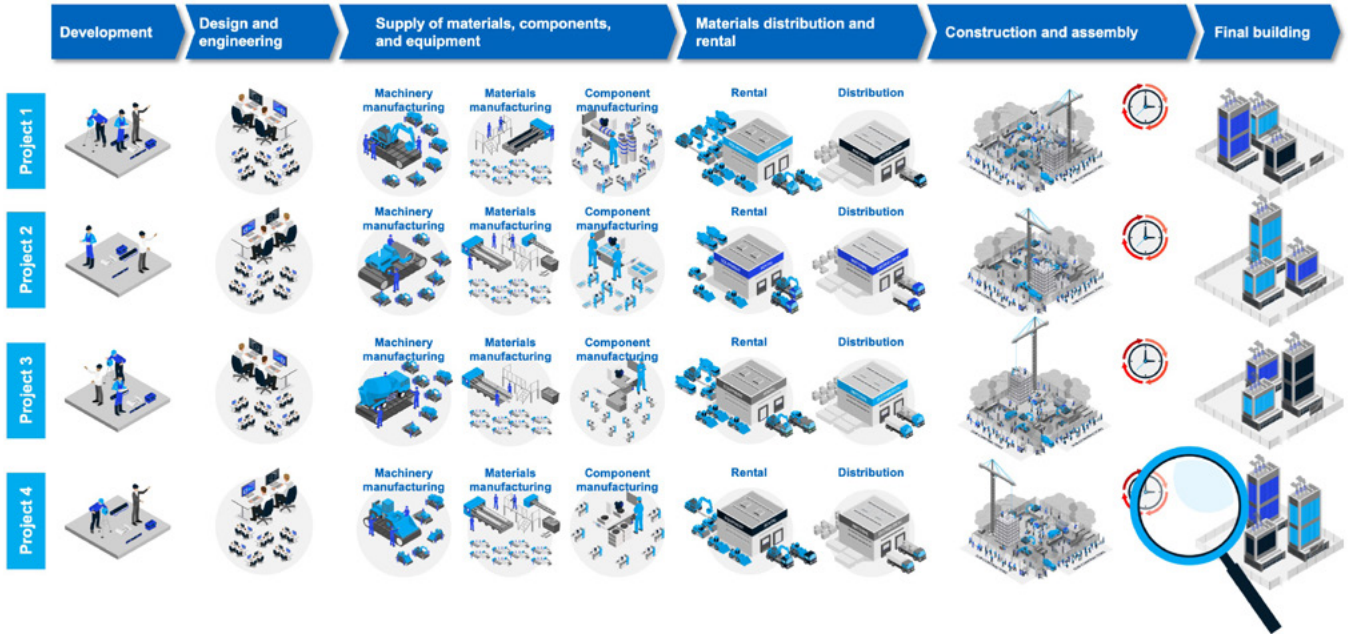 Development
Design and
engineering
Supply of materials, components,
and equipment
Materials distribution and
rental
Construction and assembly
Final building
Project 1
Machinery
manufacturing
Materials
manufacturing
Component
manufacturing
Rental
Distribution
Project 2
Machinery
manufacturing
Materials
manufacturing
Component
manufacturing
Rental
Distribution
Project 3
Machinery
manufacturing
Materials
manufacturing
Component
manufacturing
Rental
Distribution
Project 4
Machinery
manufacturing
Materials
manufacturing
Component
manufacturing
Rental
Distribution